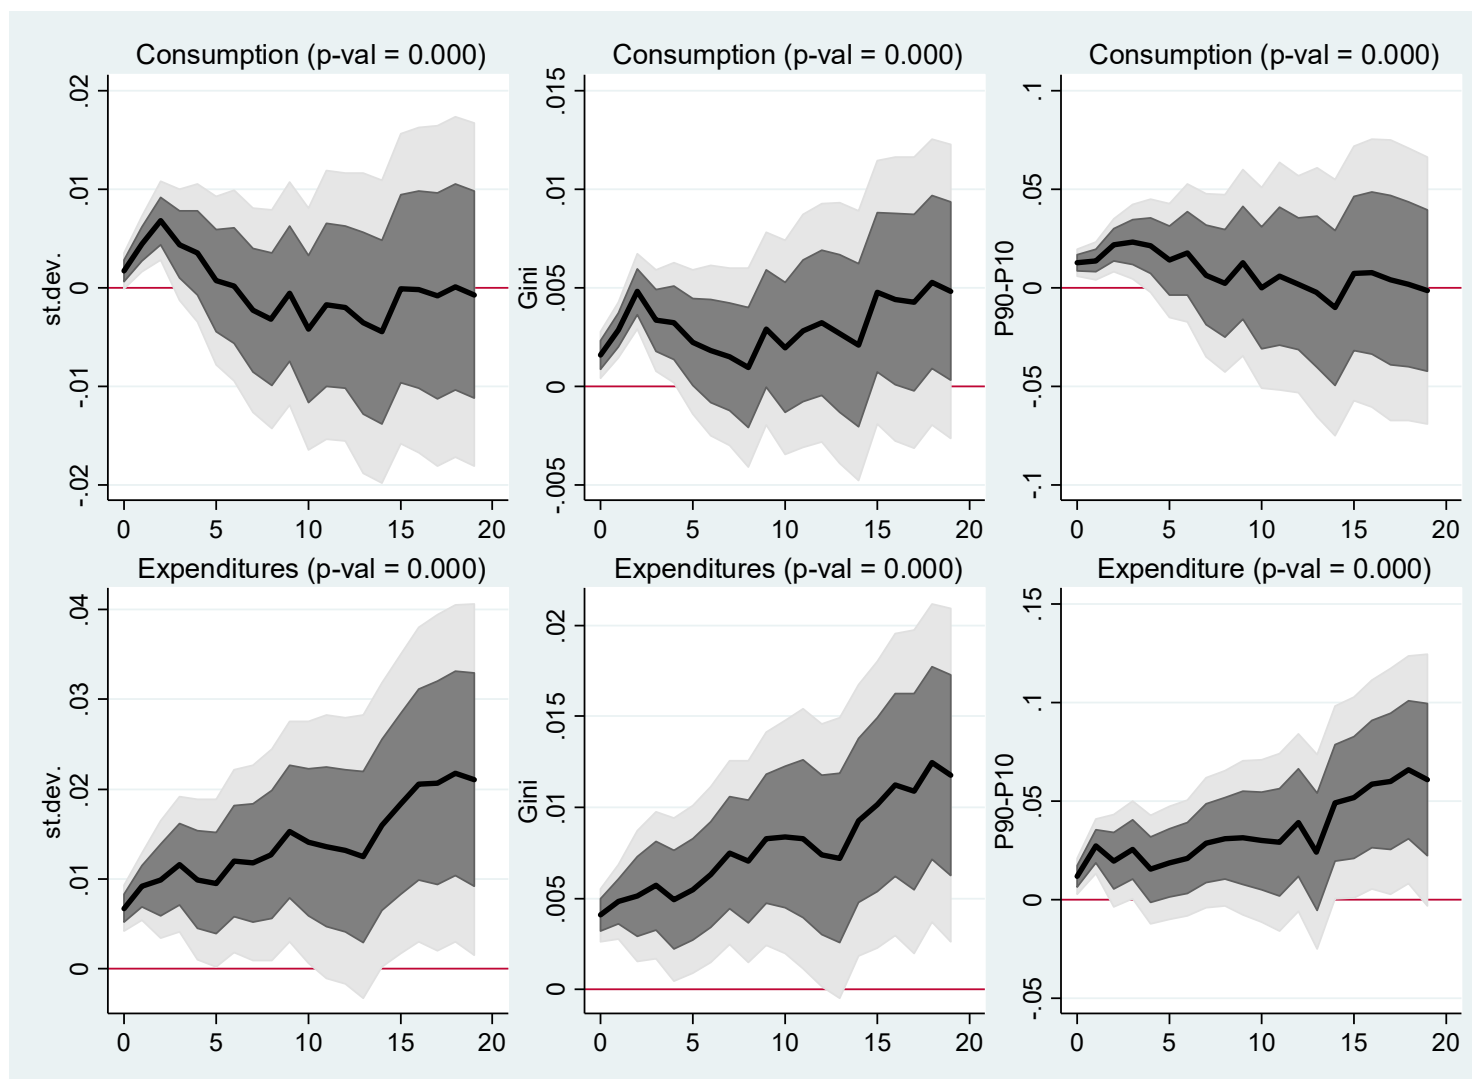 Consumption (p-val = 0.000)
st.dev.
.02
.01
0
-.01
-.02
0 5 10 15 20
Consumption (p-val = 0.000)
Gini
.015
.01
.005
0
-.005
0 5 10 15 20
Consumption (p-val = 0.000)
P90-P10
.1
.05
0
-.05
-.1
0 5 10 15 20
Expenditures (p-val = 0.000)
st.dev.
.04
.03
.02
.01
0
0 5 10 15 20
Expenditures (p-val = 0.000)
Gini
.02
.015
.01
.005
0
0 5 10 15 20
Expenditure (p-val = 0.000)
P90-P10
.15
.1
.05
0
-.05
0 5 10 15 20